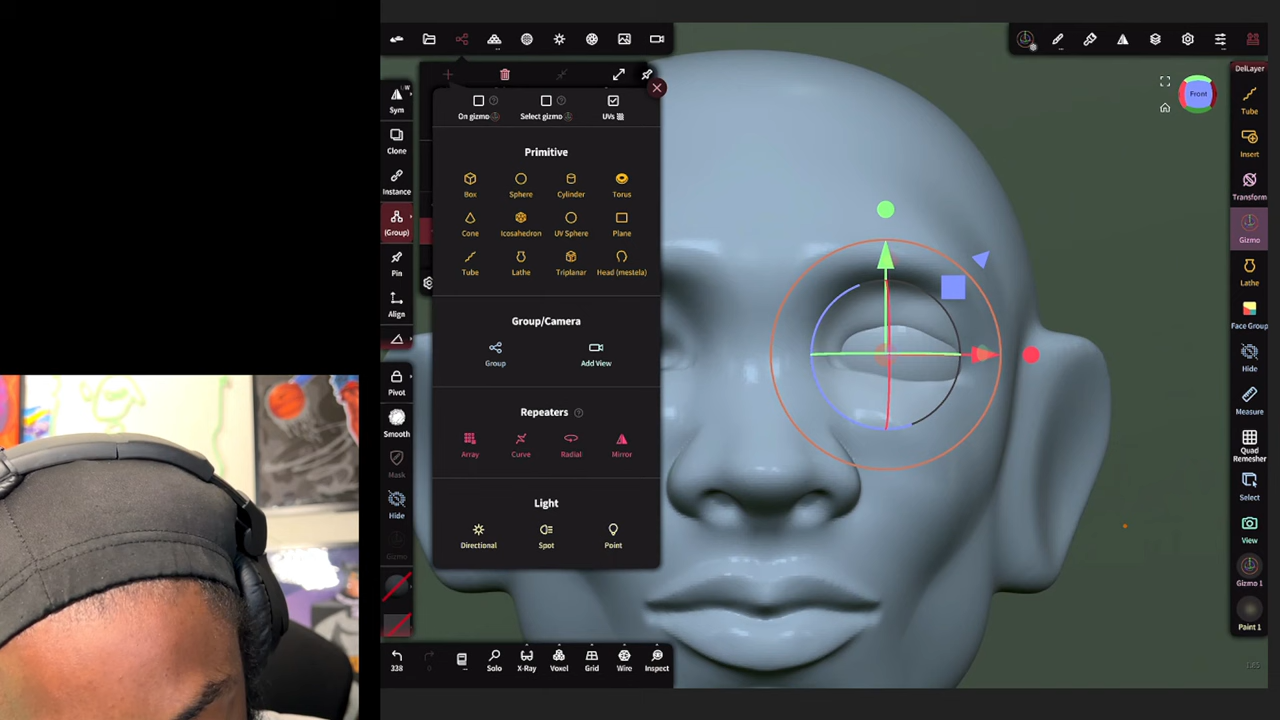 DelLayer
Front
On gizmo
Select gizmo
UVs
Sym
Primitive
Tube
Clone
Box
Sphere
Cylinder
Torus
Insert
Instance
Transform
(Group)
Cone
Icosahedron
UV Sphere
Plane
Gizmo
Pin
Tube
Lathe
Triplanar
Head (mestela)
Lathe
Align
Group/Camera
Face Group
Group
Add View
Hide
Pivot
Measure
Repeaters
Smooth
Quad
Remesher
Array
Curve
Radial
Mirror
Mask
Select
Light
Hide
View
Directional
Spot
Point
Gizmo
Gizmo 1
Paint 1
338
0
Solo
X-Ray
Voxel
Grid
Wire
Inspect